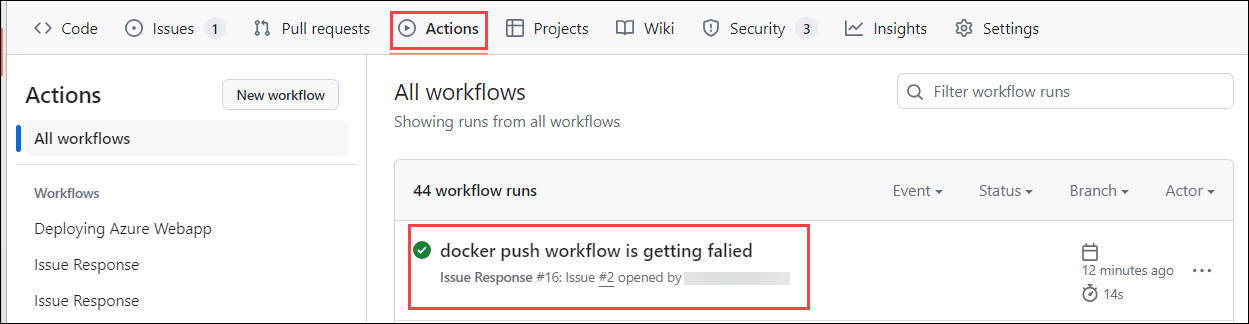 Code Issues 1 Pull requests Actions Projects Wiki Security 3 Insights Settings
Actions
New workflow
All workflows
Workflows
Deploying Azure Webapp
Issue Response
Issue Response
All workflows
Showing runs from all workflows
Filter workflow runs
44 workflow runs
Event Status Branch Actor
docker push workflow is getting falied
Issue Response #16: Issue #2 opened by
12 minutes ago
14s